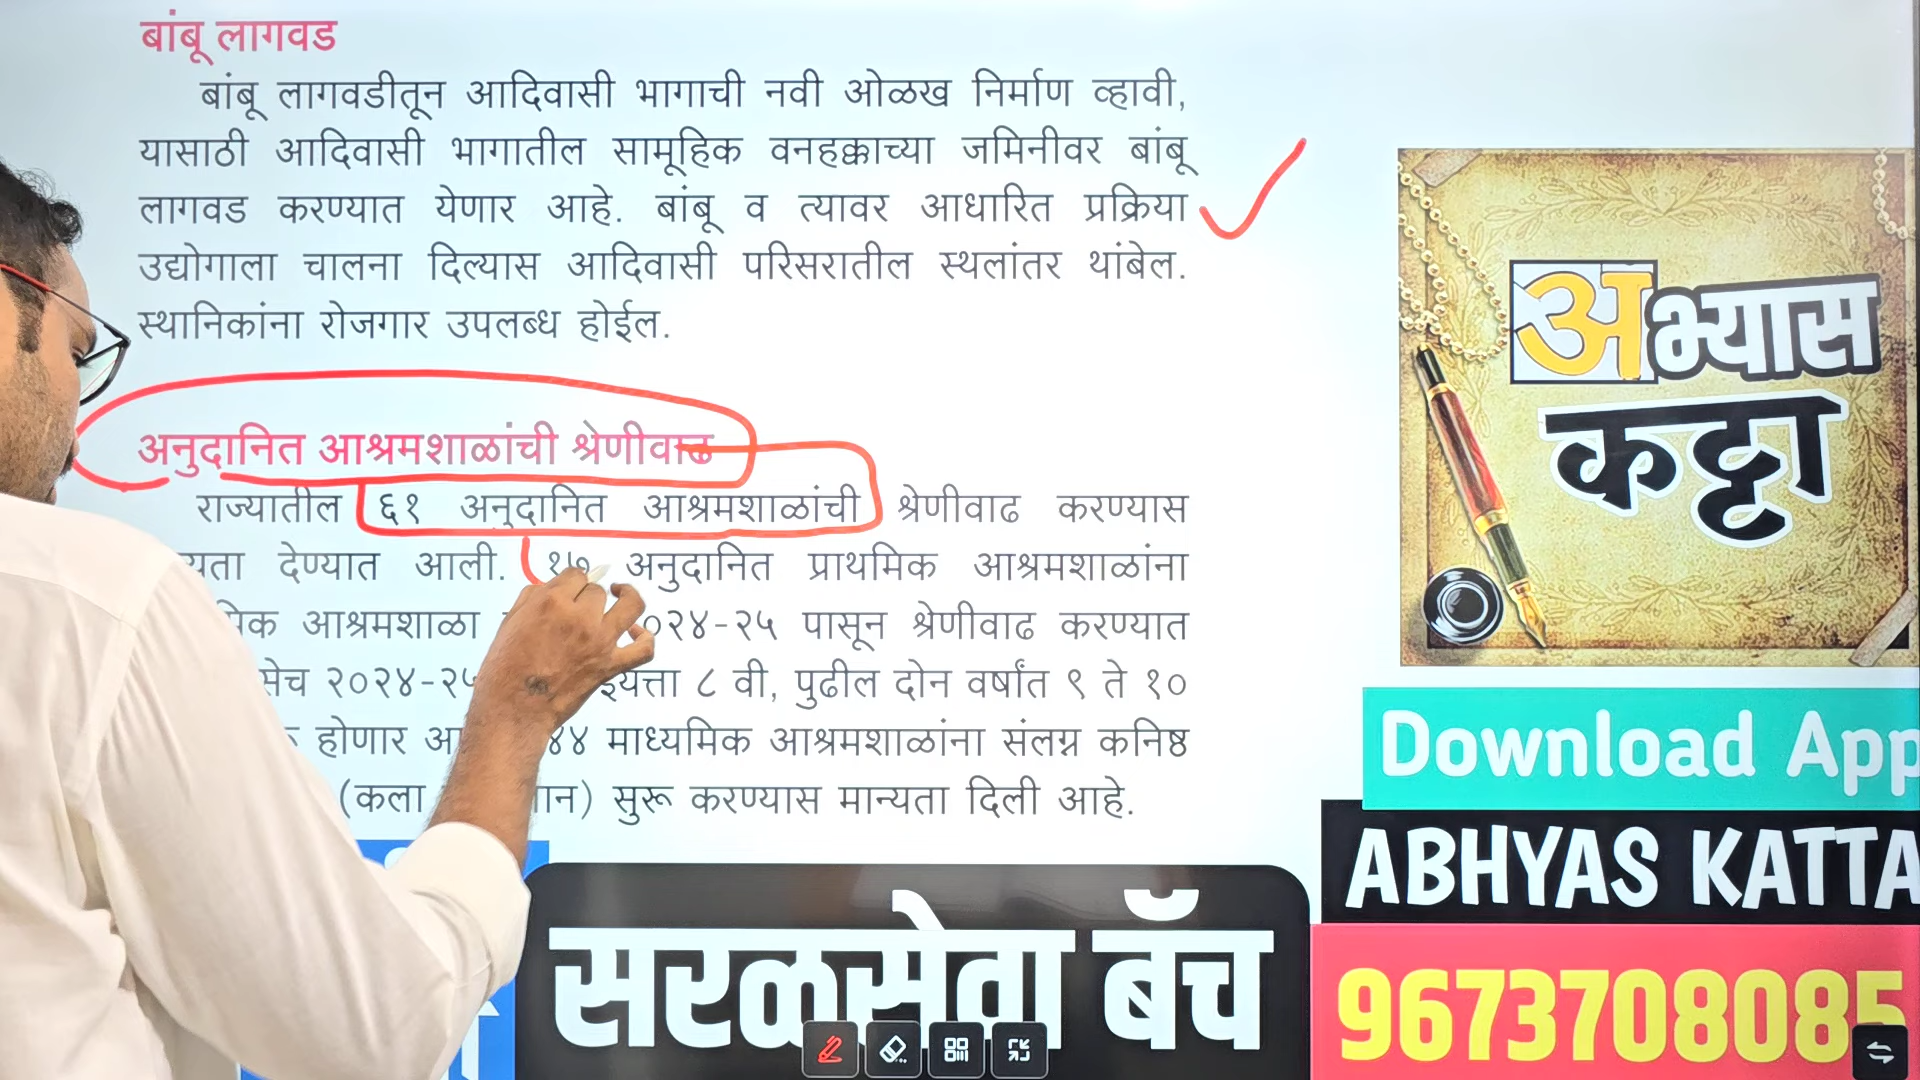 बांबू लागवड
बांबू लागवडीतून आदिवासी भागाची नवी ओळख निर्माण व्हावी,
यासाठी आदिवासी भागातील सामूहिक वनहक्काच्या जमिनीवर बांबू
लागवड करण्यात येणार आहे. बांबू व त्यावर आधारित प्रक्रिया
उद्योगाला चालना दिल्यास आदिवासी परिसरातील स्थलांतर थांबेल.
स्थानिकांना रोजगार उपलब्ध होईल.
अनुदानित आश्रमशाळांची श्रेणीवाढ
राज्यातील ६१ अनुदानित आश्रमशाळांची श्रेणीवाढ करण्यास
देण्यात आली. १७ अनुदानित प्राथमिक आश्रमशाळांना
आश्रमशाळा २०२४-२५ पासून श्रेणीवाढ करण्यात
२०२४-२५ इयत्ता ८ वी, पुढील दोन वर्षांत ९ ते १०
होणार ४४ माध्यमिक आश्रमशाळांना संलग्न कनिष्ठ
(कला सुरू करण्यास मान्यता दिली आहे.
अभ्यास
कट्टा
Download App
ABHYAS KATTA
9673708085
सरळसेवा बॅच